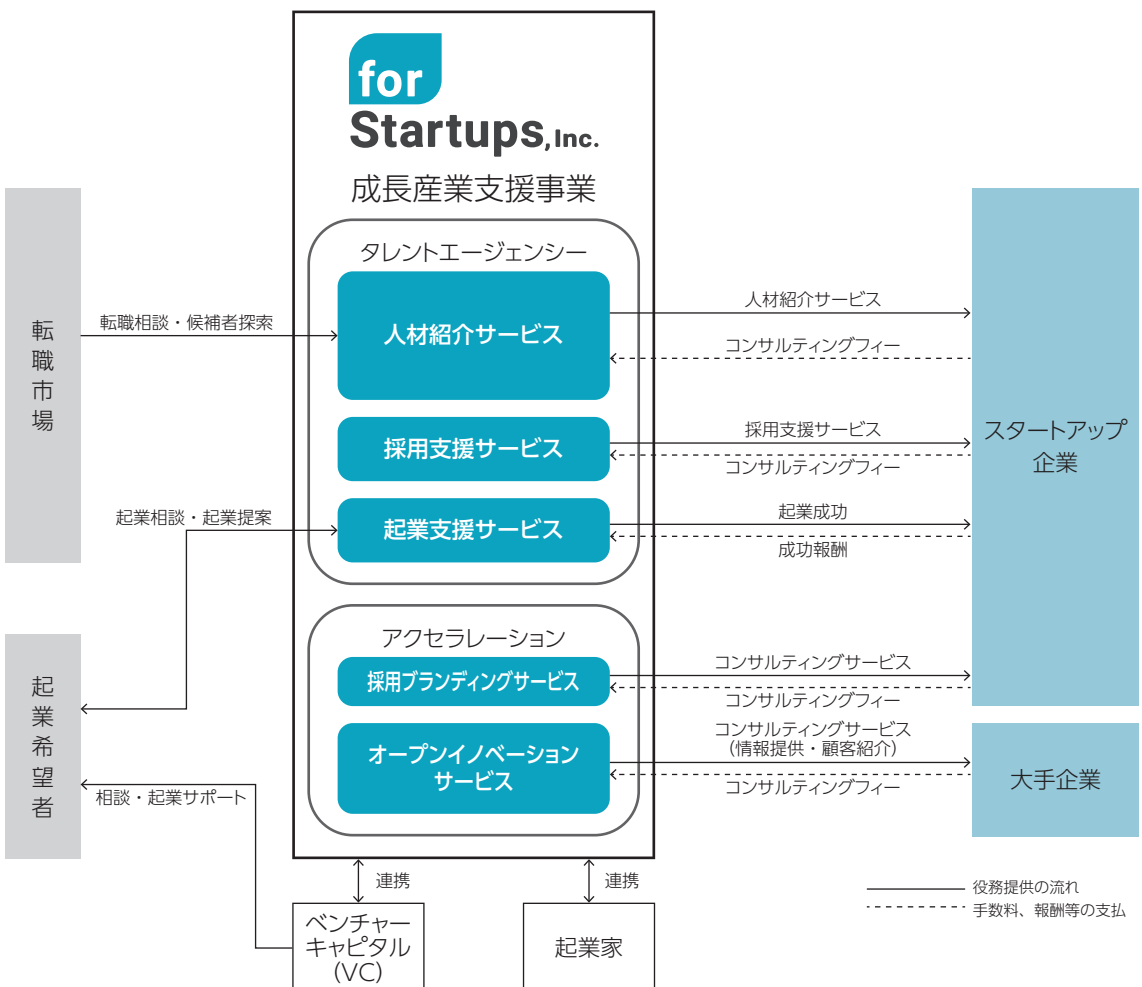 for
Startups,Inc.
成長産業支援事業
タレントエージェンシー
転職市場
転職相談・候補者探索
人材紹介サービス
人材紹介サービス
コンサルティングフィー
採用支援サービス
採用支援サービス
コンサルティングフィー
起業相談・起業提案
起業支援サービス
起業成功
成功報酬
スタートアップ
企業
アクセラレーション
起業希望者
採用ブランディングサービス
コンサルティングサービス
コンサルティングフィー
オープンイノベーション
サービス
コンサルティングサービス
(情報提供・顧客紹介)
コンサルティングフィー
大手企業
相談・起業サポート
連携
連携
ベンチャー
キャピタル
(VC)
起業家
役務提供の流れ
手数料、報酬等の支払